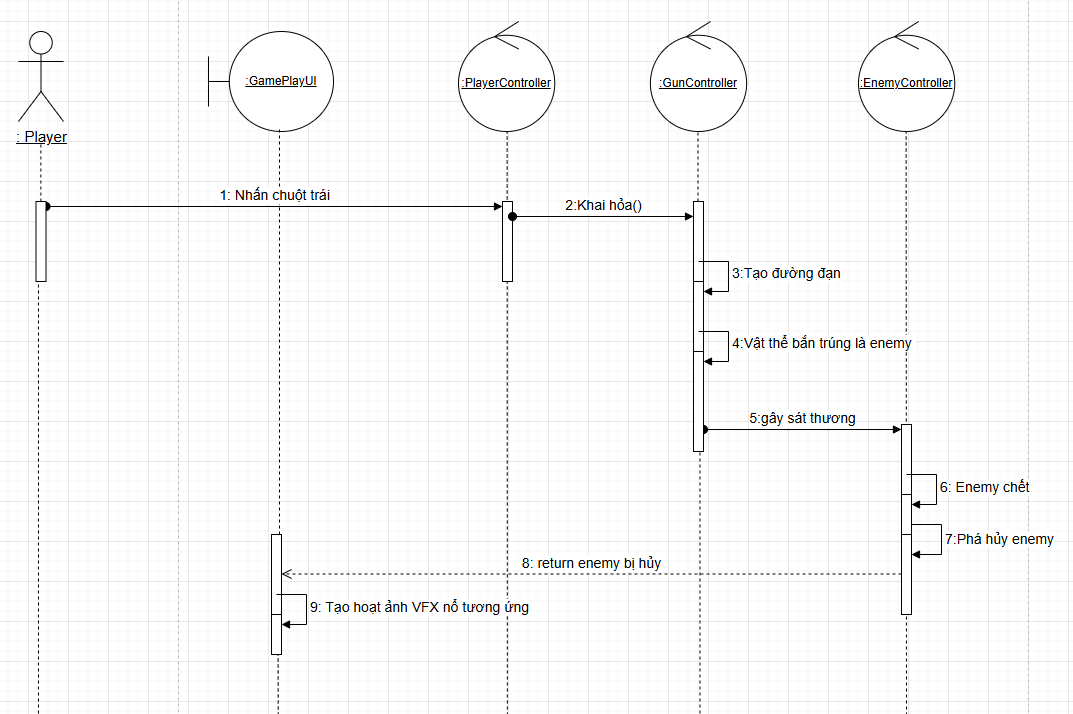 : Player
:GamePlayUI
:PlayerController
:GunController
:EnemyController
1: Nhấn chuột trái
2:Khai hỏa()
3:Tạo đường đạn
4:Vật thể bắn trúng là enemy
5:gây sát thương
6: Enemy chết
7:Phá hủy enemy
8: return enemy bị hủy
9: Tạo hoạt ảnh VFX nổ tương ứng